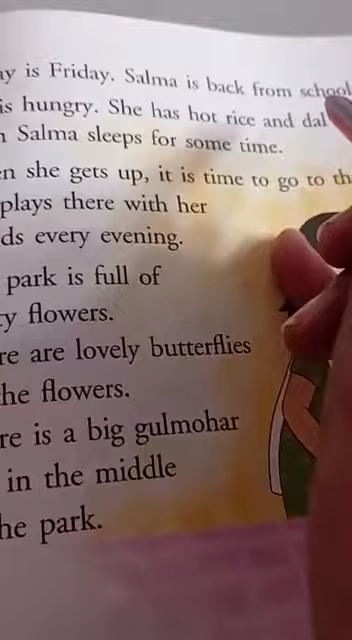 ay is Friday. Salma is back from school
is hungry. She has hot rice and dal
n Salma sleeps for some time.
en she gets up, it is time to go to th
plays there with her
ds every evening.
park is full of
y flowers.
re are lovely butterflies
he flowers.
re is a big gulmohar
in the middle
he park.